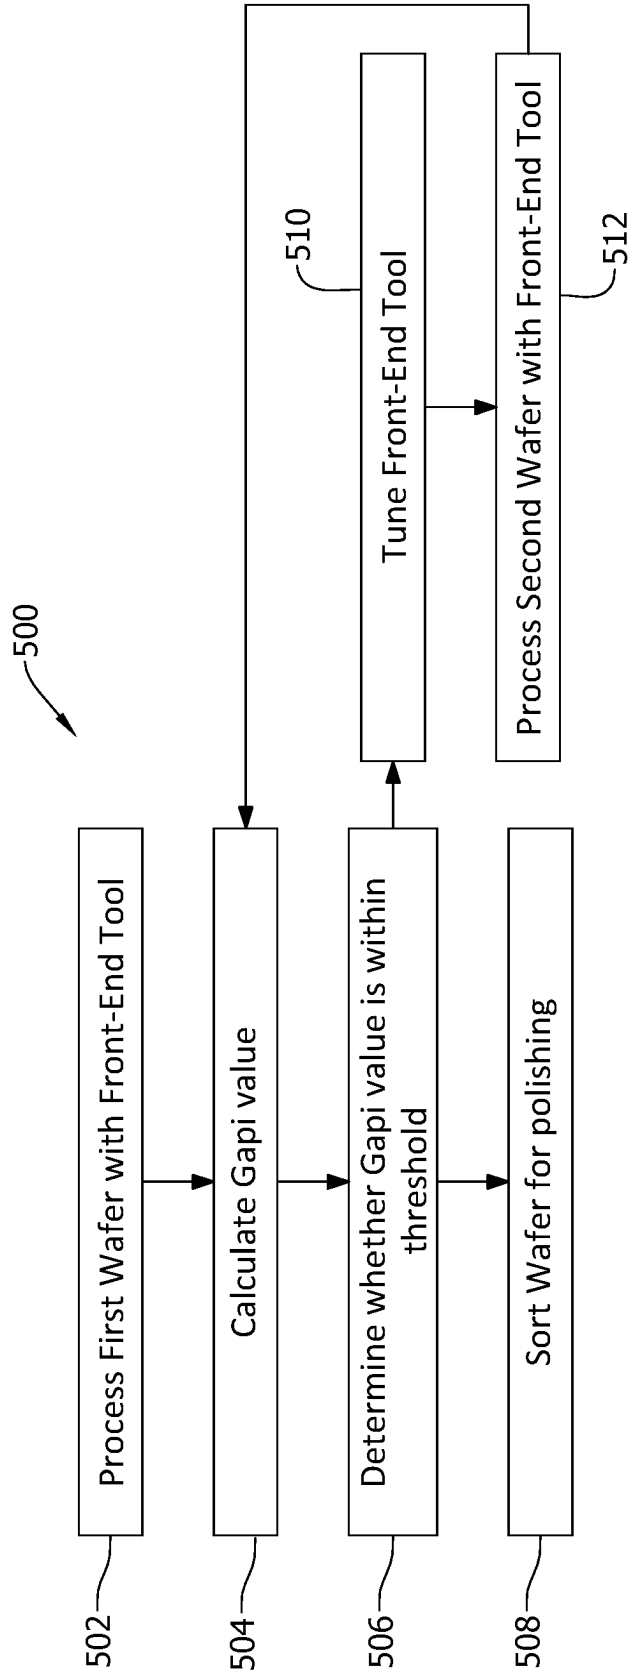 500
502
Process First Wafer with Front-End Tool
504
Calculate Gapi value
506
Determine whether Gapi value is within
threshold
508
Sort Wafer for polishing
510
Tune Front-End Tool
Process Second Wafer with Front-End Tool
512